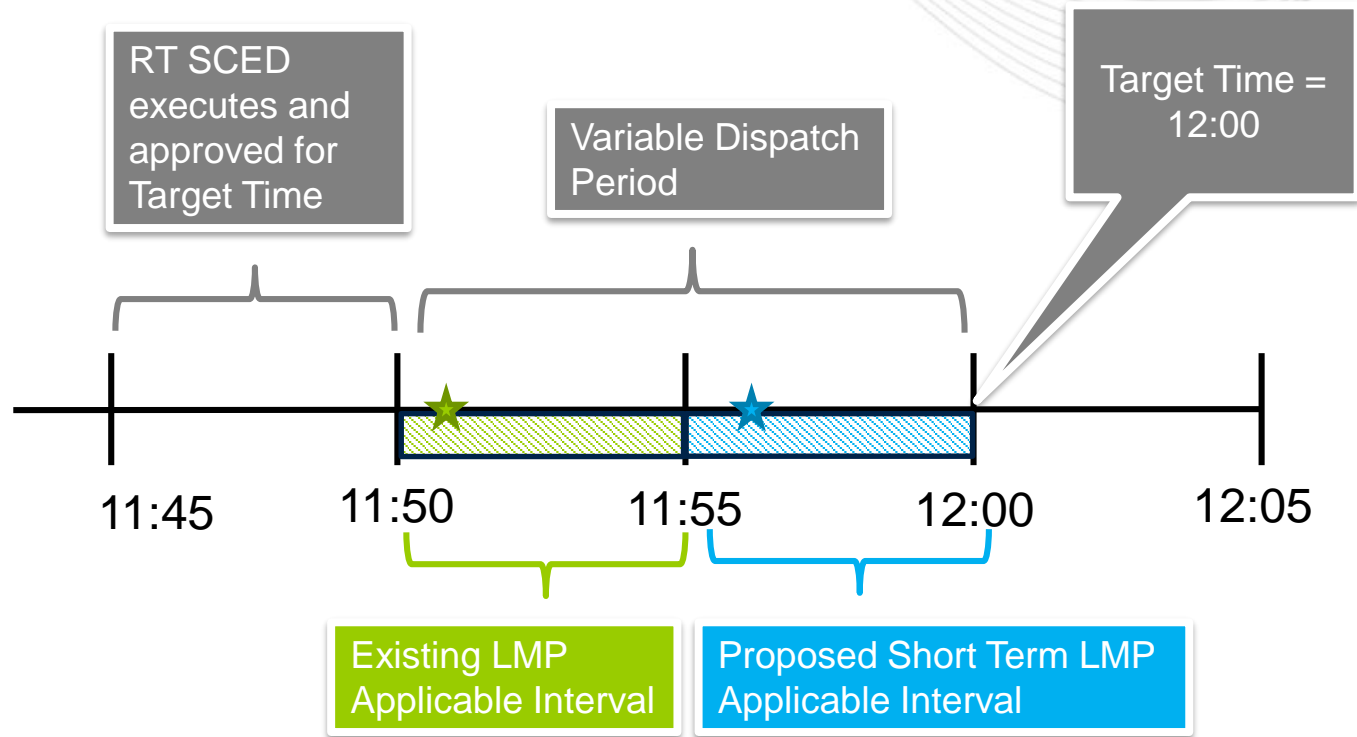 RT SCED
executes and
approved for
Target Time
Variable Dispatch
Period
Target Time =
12:00
11:45
11:50
11:55
12:00
12:05
Existing LMP
Applicable Interval
Proposed Short Term LMP
Applicable Interval